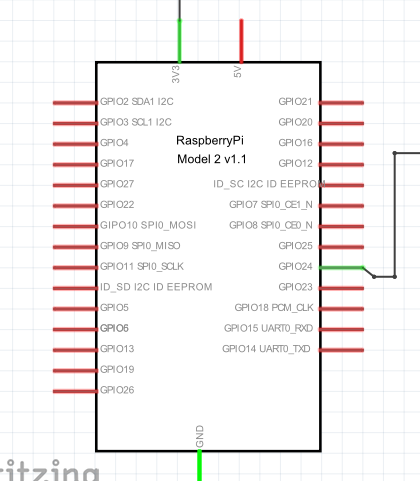 3V3
5V
RaspberryPi
Model 2 v1.1
GPIO2 SDA1 I2C
GPIO3 SCL1 I2C
GPIO4
GPIO17
GPIO27
GPIO22
GIPO10 SPI0_MOSI
GPIO9 SPI0_MISO
GPIO11 SPI0_SCLK
ID_SD I2C ID EEPROM
GPIO5
GPIO6
GPIO13
GPIO19
GPIO26
GPIO21
GPIO20
GPIO16
GPIO12
ID_SC I2C ID EEPROM
GPIO7 SPI0_CE1_N
GPIO8 SPI0_CE0_N
GPIO25
GPIO24
GPIO23
GPIO18 PCM_CLK
GPIO15 UART0_RXD
GPIO14 UART0_TXD
GND
ritzing